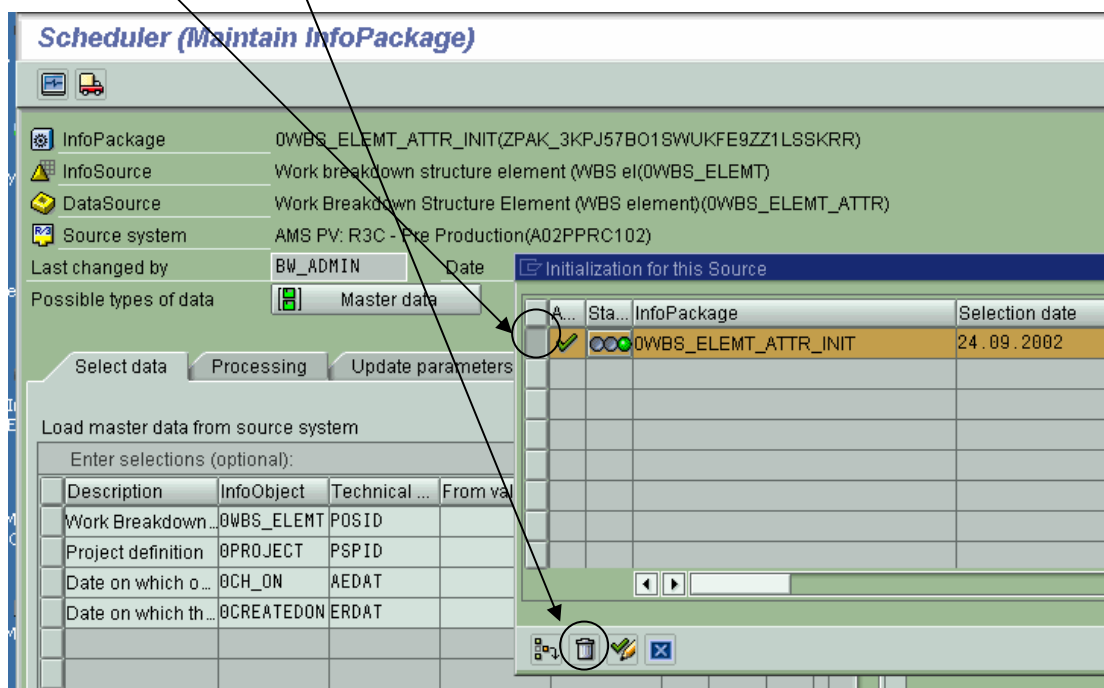 Scheduler (Maintain InfoPackage)
InfoPackage 0WBS_ELEMT_ATTR_INIT(ZPAK_3KPJ57BO1SWUKFE9ZZ1LSSKRR)
InfoSource Work breakdown structure element (WBS el(0WBS_ELEMT)
DataSource Work Breakdown Structure Element (WBS element)(0WBS_ELEMT_ATTR)
Source system AMS PV: R3C - Pre Production(A02PPRC102)
Last changed by BW_ADMIN Date
Possible types of data Master data
Select data Processing Update parameters
Load master data from source system
Enter selections (optional):
Description InfoObject Technical ... From val
Work Breakdown... 0WBS_ELEMT POSID
Project definition 0PROJECT PSPID
Date on which o... 0CH_ON AEDAT
Date on which th... 0CREATEDON ERDAT
Initialization for this Source
A... Sta... InfoPackage Selection date
0WBS_ELEMT_ATTR_INIT 24.09.2002